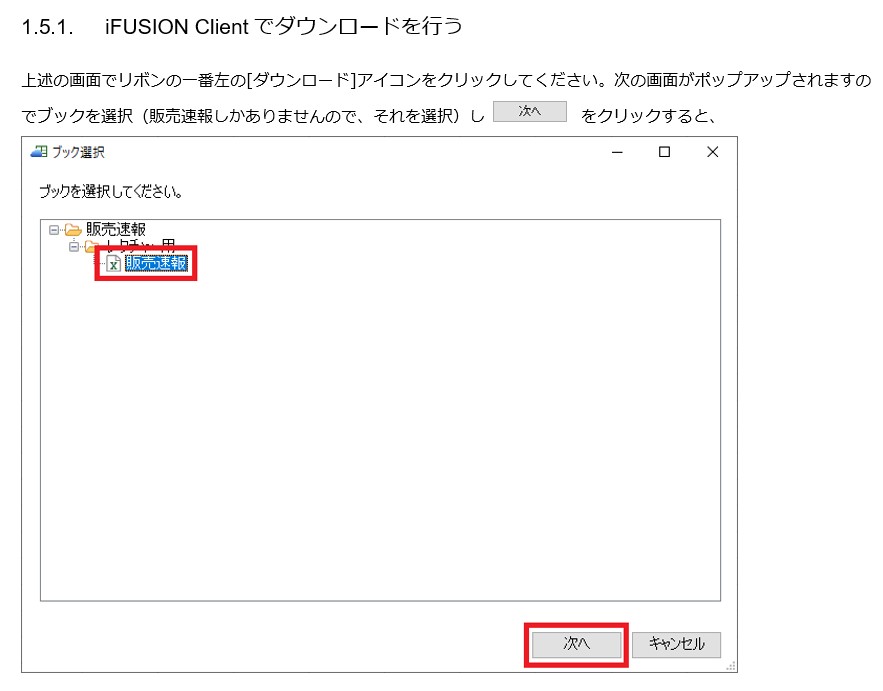 1.5.1. iFUSION Client でダウンロードを行う
上述の画面でリボンの一番左の[ダウンロード]アイコンをクリックしてください。次の画面がポップアップされますの
でブックを選択（販売速報しかありませんので、それを選択）し 次へ をクリックすると、
ブック選択
ブックを選択してください。
販売速報
レクチャー用
販売速報
次へ キャンセル